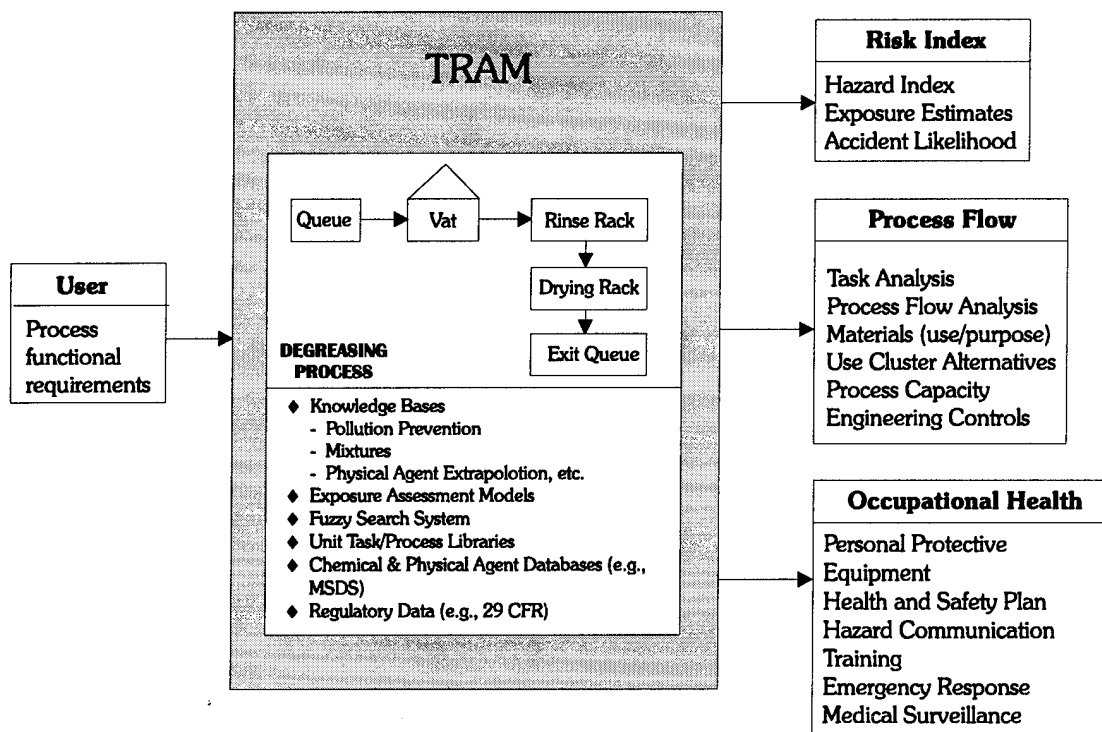 TRAM
User
Process
functional
requirements
Queue
Vat
Rinse Rack
Drying Rack
Exit Queue
DEGREASING
PROCESS
♦ Knowledge Bases
- Pollution Prevention
- Mixtures
- Physical Agent Extrapolotion, etc.
♦ Exposure Assessment Models
♦ Fuzzy Search System
♦ Unit Task/Process Libraries
♦ Chemical & Physical Agent Databases (e.g.,
MSDS)
♦ Regulatory Data (e.g., 29 CFR)
Risk Index
Hazard Index
Exposure Estimates
Accident Likelihood
Process Flow
Task Analysis
Process Flow Analysis
Materials (use/purpose)
Use Cluster Alternatives
Process Capacity
Engineering Controls
Occupational Health
Personal Protective
Equipment
Health and Safety Plan
Hazard Communication
Training
Emergency Response
Medical Surveillance